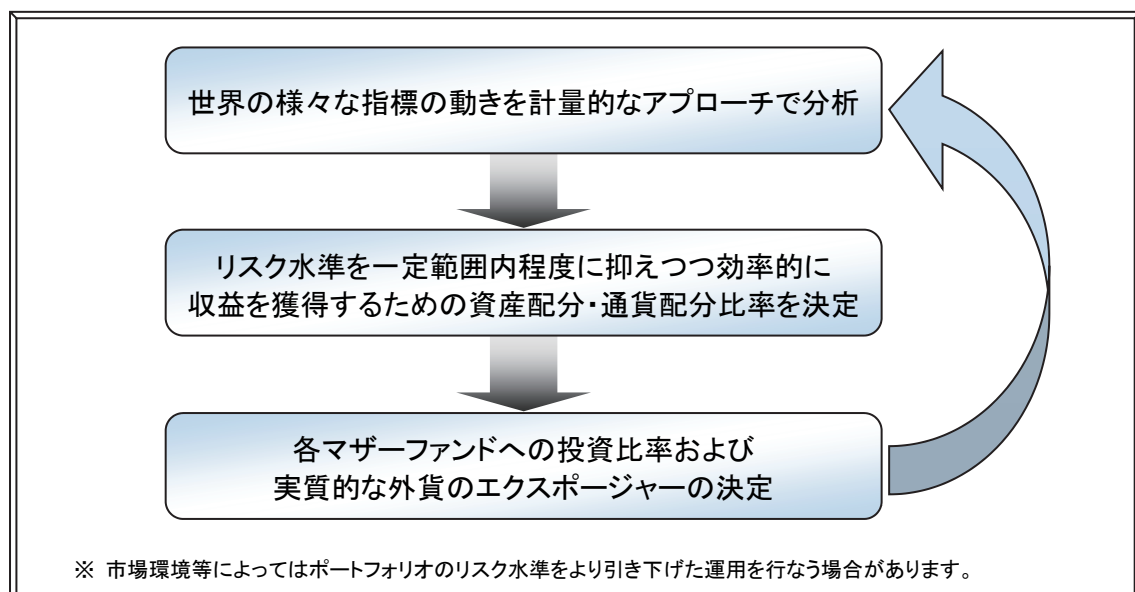 世界の様々な指標の動きを計量的なアプローチで分析
リスク水準を一定範囲内程度に抑えつつ効率的に
収益を獲得するための資産配分・通貨配分比率を決定
各マザーファンドへの投資比率および
実質的な外貨のエクスポージャーの決定
※ 市場環境等によってはポートフォリオのリスク水準をより引き下げた運用を行なう場合があります。